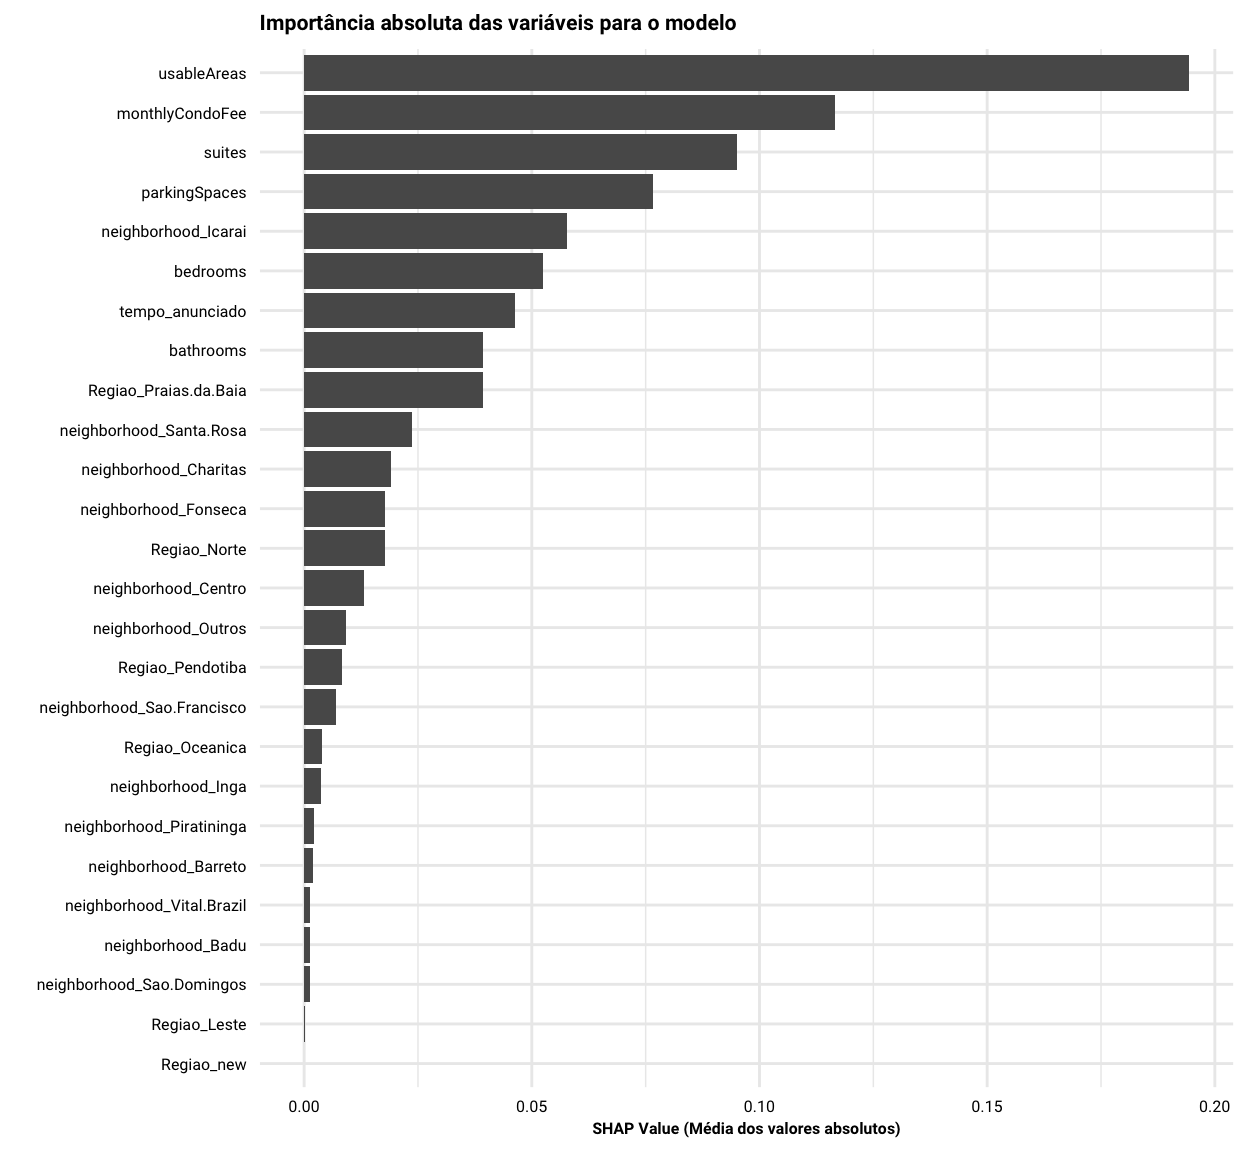 Importância absoluta das variáveis para o modelo
usableAreas
monthlyCondoFee
suites
parkingSpaces
neighborhood_Icarai
bedrooms
tempo_anunciado
bathrooms
Regiao_Praias.da.Baia
neighborhood_Santa.Rosa
neighborhood_Charitas
neighborhood_Fonseca
Regiao_Norte
neighborhood_Centro
neighborhood_Outros
Regiao_Pendotiba
neighborhood_Sao.Francisco
Regiao_Oceanica
neighborhood_Inga
neighborhood_Piratininga
neighborhood_Barreto
neighborhood_Vital.Brazil
neighborhood_Badu
neighborhood_Sao.Domingos
Regiao_Leste
Regiao_new
0.00 0.05 0.10 0.15 0.20
SHAP Value (Média dos valores absolutos)